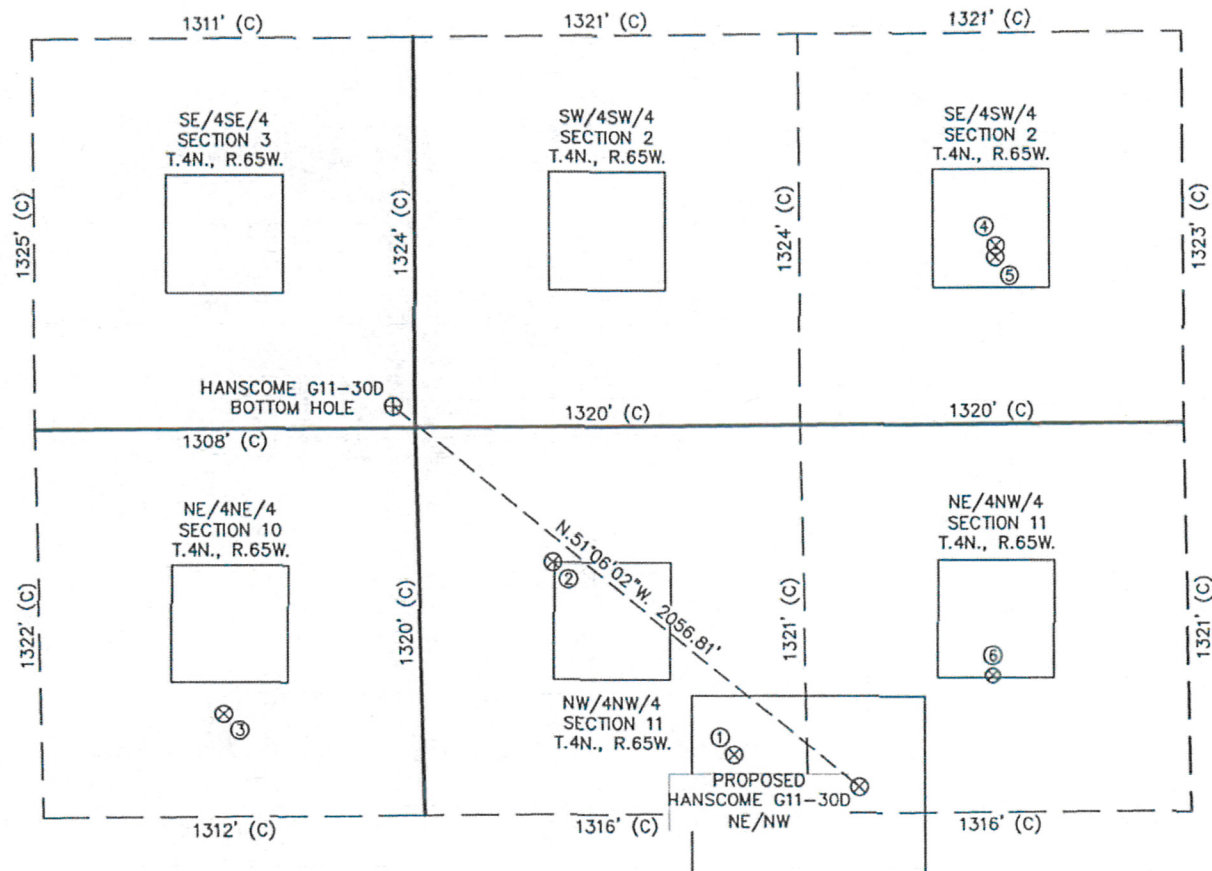 1311' (C)
1321' (C)
1321' (C)
SE/4SE/4
SECTION 3
T.4N., R.65W.
SW/4SW/4
SECTION 2
T.4N., R.65W.
SE/4SW/4
SECTION 2
T.4N., R.65W.
1325' (C)
1324' (C)
1324' (C)
1323' (C)
4
5
HANSCOME G11-30D
BOTTOM HOLE
1308' (C)
1320' (C)
1320' (C)
NE/4NE/4
SECTION 10
T.4N., R.65W.
NE/4NW/4
SECTION 11
T.4N., R.65W.
N.51°06'02"W. 2056.81'
2
1322' (C)
1320' (C)
1321' (C)
1321' (C)
6
3
NW/4NW/4
SECTION 11
T.4N., R.65W.
1
PROPOSED
HANSCOME G11-30D
NE/NW
1312' (C)
1316' (C)
1316' (C)